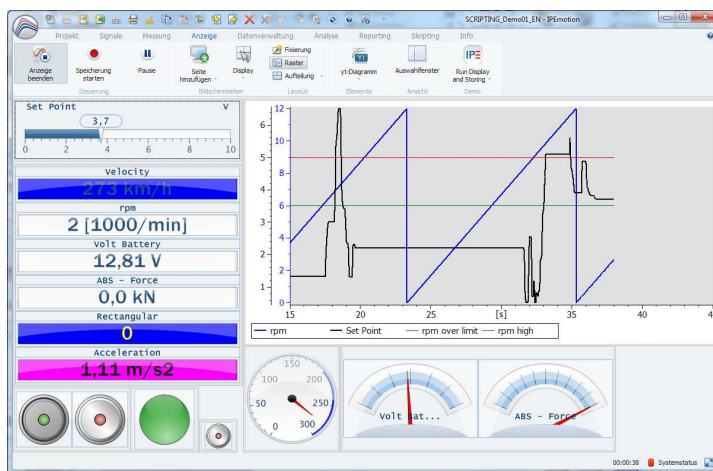 SCRIPTING_Demo01_EN - IPEmotion
Projekt Signale Messung Anzeige Datenverwaltung Analyse Reporting Skripting Info
Anzeige beenden
Speicherung starten
Pause
Steuerung
Seite hinzufügen
Display
Bildschirmseiten
Fixierung
Raster
Aufteilung
Layout
yt-Diagramm
Elemente
Auswahlfenster
Ansicht
IPE
Run Display and Storing
Demo
Set Point V
3,7
0 2 4 6 8 10
Velocity
273 km/h
rpm
2 [1000/min]
Volt Battery
12,81 V
ABS - Force
0,0 kN
Rectangular
0
Acceleration
1,11 m/s2
6 5 4 3 2 1
12 10 8 6 4 2 0
15 20 25 [s] 35 40 45
rpm Set Point rpm over limit rpm high
0 50 100 150 200 250 300
Volt Bat...
ABS - Force
00:00:38 Systemstatus